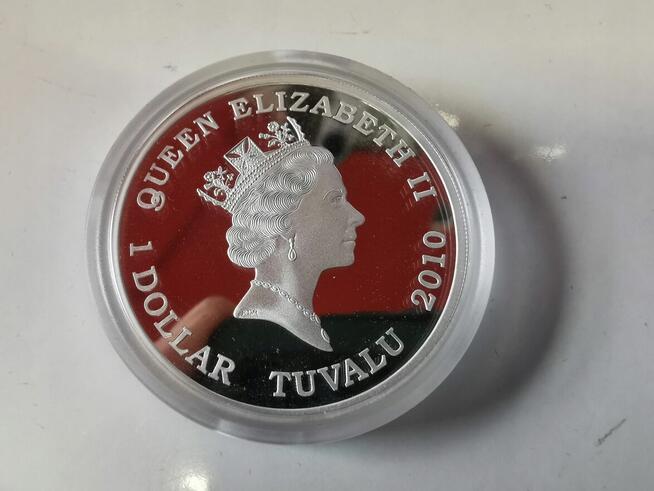 QUEEN ELIZABETH II
1 DOLLAR TUVALU 2010